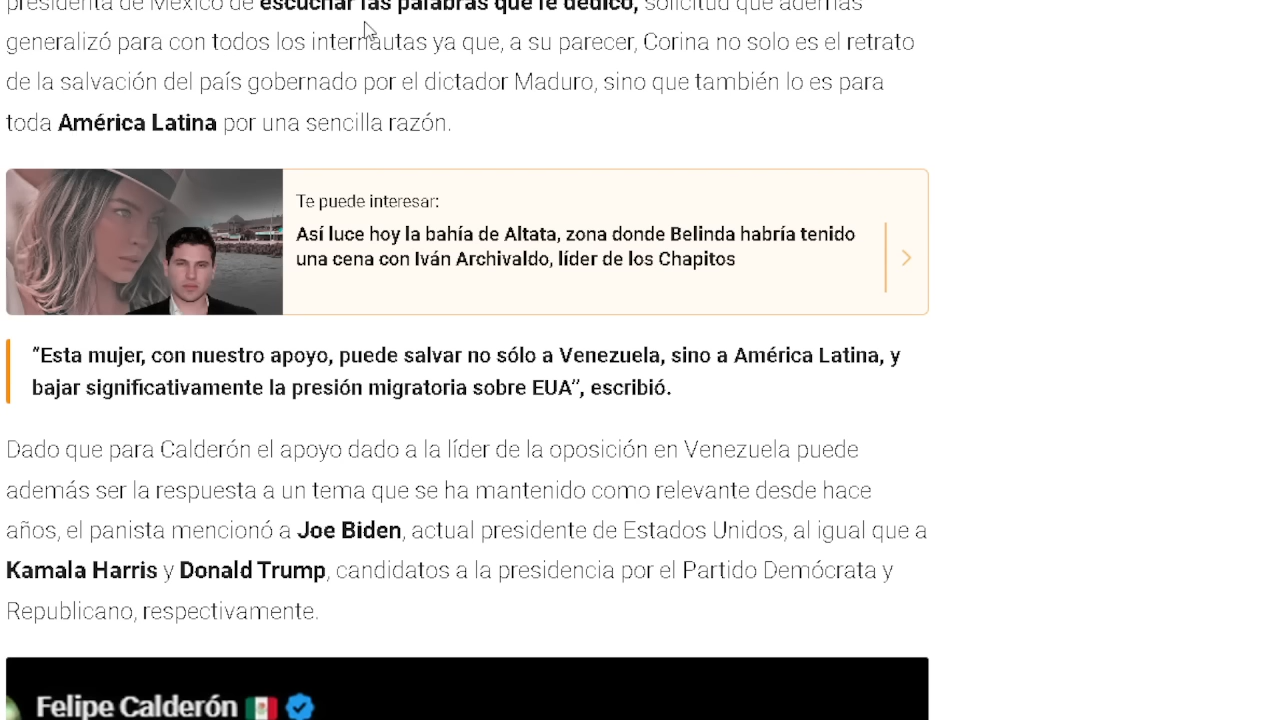 presidenta de México de escuchar las palabras que le dedicó, solicitud que además
generalizó para con todos los internautas ya que, a su parecer, Corina no solo es el retrato
de la salvación del país gobernado por el dictador Maduro, sino que también lo es para
toda América Latina por una sencilla razón.
Te puede interesar:
Así luce hoy la bahía de Altata, zona donde Belinda habría tenido
una cena con Iván Archivaldo, líder de los Chapitos
“Esta mujer, con nuestro apoyo, puede salvar no sólo a Venezuela, sino a América Latina, y
bajar significativamente la presión migratoria sobre EUA”, escribió.
Dado que para Calderón el apoyo dado a la líder de la oposición en Venezuela puede
además ser la respuesta a un tema que se ha mantenido como relevante desde hace
años, el panista mencionó a Joe Biden, actual presidente de Estados Unidos, al igual que a
Kamala Harris y Donald Trump, candidatos a la presidencia por el Partido Demócrata y
Republicano, respectivamente.
Felipe Calderón